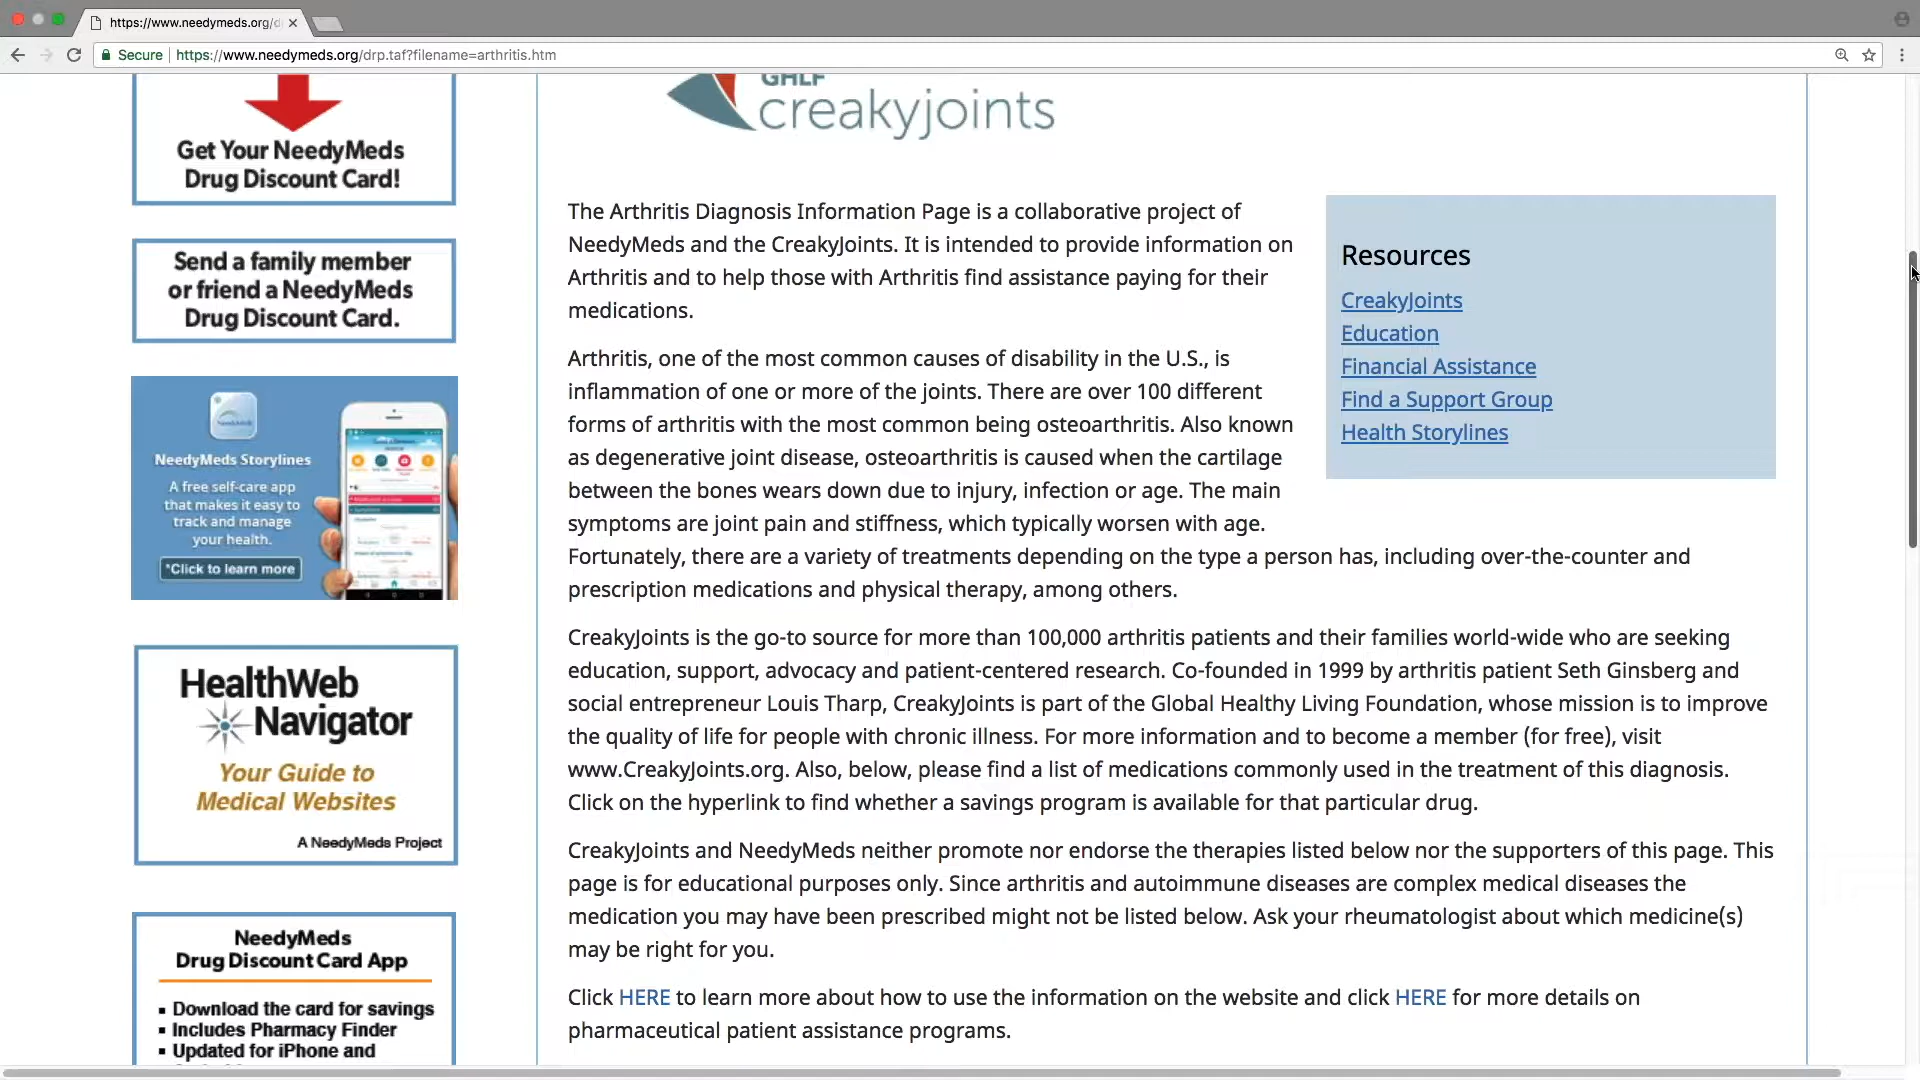 https://www.needymeds.org/d
Secure
https://www.needymeds.org/drp.taf?filename=arthritis.htm
Get Your NeedyMeds
Drug Discount Card!
Send a family member
or friend a NeedyMeds
Drug Discount Card.
NeedyMeds Storylines
A free self-care app
that makes it easy to
track and manage
your health.
*Click to learn more
HealthWeb
Navigator
Your Guide to
Medical Websites
A NeedyMeds Project
NeedyMeds
Drug Discount Card App
▪ Download the card for savings
▪ Includes Pharmacy Finder
▪ Updated for iPhone and
GHLF
creakyjoints
The Arthritis Diagnosis Information Page is a collaborative project of
NeedyMeds and the CreakyJoints. It is intended to provide information on
Arthritis and to help those with Arthritis find assistance paying for their
medications.
Arthritis, one of the most common causes of disability in the U.S., is
inflammation of one or more of the joints. There are over 100 different
forms of arthritis with the most common being osteoarthritis. Also known
as degenerative joint disease, osteoarthritis is caused when the cartilage
between the bones wears down due to injury, infection or age. The main
symptoms are joint pain and stiffness, which typically worsen with age.
Fortunately, there are a variety of treatments depending on the type a person has, including over-the-counter and
prescription medications and physical therapy, among others.
CreakyJoints is the go-to source for more than 100,000 arthritis patients and their families world-wide who are seeking
education, support, advocacy and patient-centered research. Co-founded in 1999 by arthritis patient Seth Ginsberg and
social entrepreneur Louis Tharp, CreakyJoints is part of the Global Healthy Living Foundation, whose mission is to improve
the quality of life for people with chronic illness. For more information and to become a member (for free), visit
www.CreakyJoints.org. Also, below, please find a list of medications commonly used in the treatment of this diagnosis.
Click on the hyperlink to find whether a savings program is available for that particular drug.
CreakyJoints and NeedyMeds neither promote nor endorse the therapies listed below nor the supporters of this page. This
page is for educational purposes only. Since arthritis and autoimmune diseases are complex medical diseases the
medication you may have been prescribed might not be listed below. Ask your rheumatologist about which medicine(s)
may be right for you.
Click HERE to learn more about how to use the information on the website and click HERE for more details on
pharmaceutical patient assistance programs.
Resources
CreakyJoints
Education
Financial Assistance
Find a Support Group
Health Storylines